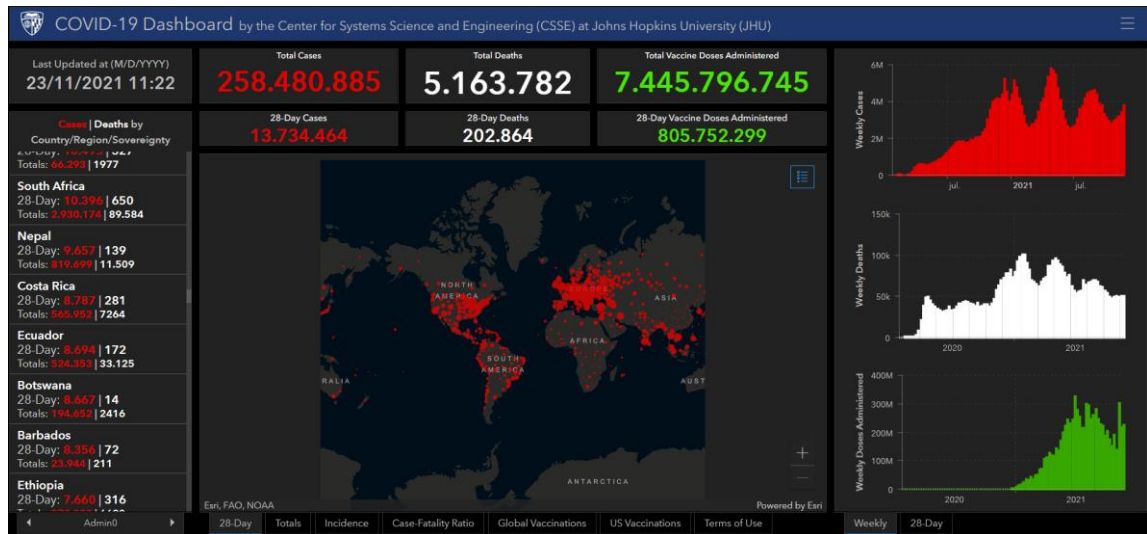 COVID-19 Dashboard by the Center for Systems Science and Engineering (CSSE) at Johns Hopkins University (JHU)
Last Updated at (M/D/YYYY)
23/11/2021 11:22
Cases | Deaths by
Country/Region/Sovereignty
Totals: 66.293 | 1977
South Africa
28-Day: 10.396 | 650
Totals: 2.930.174 | 89.584
Nepal
28-Day: 9.657 | 139
Totals: 819.699 | 11.509
Costa Rica
28-Day: 8.787 | 281
Totals: 565.952 | 7264
Ecuador
28-Day: 8.694 | 172
Totals: 524.353 | 33.125
Botswana
28-Day: 8.667 | 14
Totals: 194.652 | 2416
Barbados
28-Day: 8.356 | 72
Totals: 23.944 | 211
Ethiopia
28-Day: 7.660 | 316
Admin0
Total Cases
258.480.885
Total Deaths
5.163.782
Total Vaccine Doses Administered
7.445.796.745
28-Day Cases
13.734.464
28-Day Deaths
202.864
28-Day Vaccine Doses Administered
805.752.299
NORTH
AMERICA
EUROPE
ASIA
AFRICA
SOUTH
AMERICA
RALIA
AUST
ANTARCTICA
+
Esri, FAO, NOAA
Powered by Esri
28-Day
Totals
Incidence
Case-Fatality Ratio
Global Vaccinations
US Vaccinations
Terms of Use
Weekly Cases
6M
4M
2M
0
jul.
2021
jul.
Weekly Deaths
150k
100k
50k
0
2020
2021
Weekly Doses Administered
400M
300M
200M
100M
0
2020
2021
Weekly
28-Day